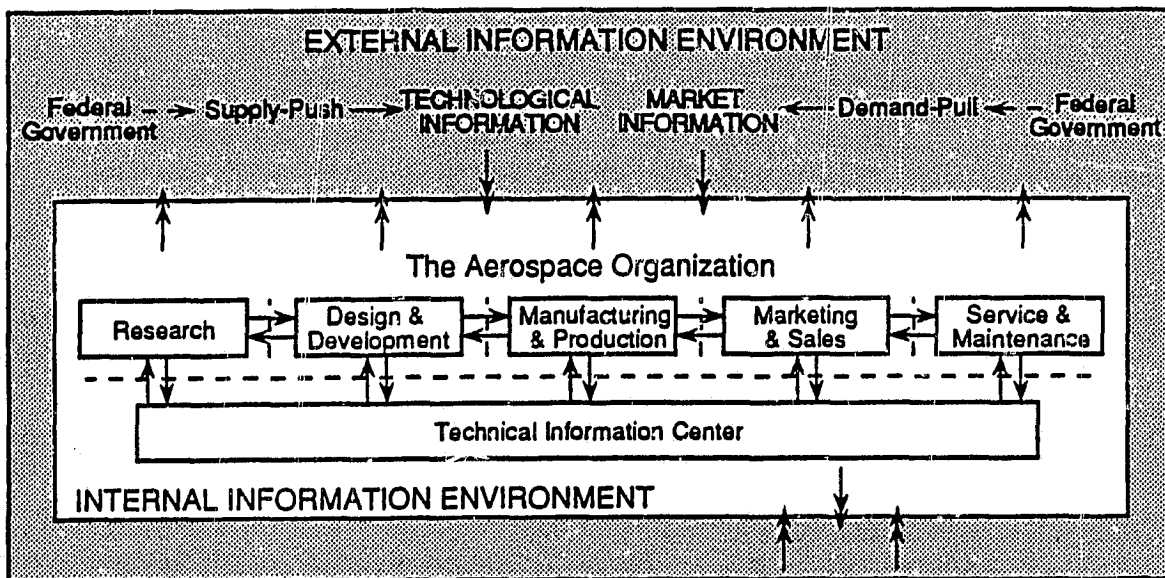 EXTERNAL INFORMATION ENVIRONMENT
Federal Government
Supply-Push
TECHNOLOGICAL INFORMATION
MARKET INFORMATION
Demand-Pull
Federal Government
The Aerospace Organization
Research
Design &
Development
Manufacturing
& Production
Marketing
& Sales
Service &
Maintenance
Technical Information Center
INTERNAL INFORMATION ENVIRONMENT